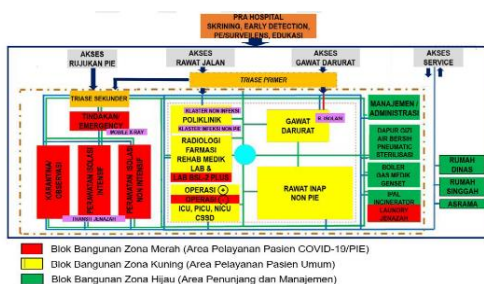 PRA HOSPITAL
SKRINING, EARLY DETECTION,
PE/SURVEILENS, EDUKASI
AKSES
RUJUKAN PIE
AKSES
RAWAT JALAN
AKSES
GAWAT DARURAT
AKSES
SERVICE
TRIASE PRIMER
TRIASE SEKUNDER
TINDAKAN/
EMERGENCY
MOBILE X-RAY
KARANTINA/
OBSERVASI
PERAWATAN ISOLASI
INTENSIF
PERAWATAN ISOLASI
NON INTENSIF
TRANSIT JENAZAH
KLASTER NON INFEKSI
POLIKLINIK
KLASTER INFEKSI NON PIE
RADIOLOGI
FARMASI
REHAB MEDIK
LAB &
LAB BSL-2 PLUS
OPERASI +
OPERASI -
ICU, PICU, NICU
CSSD
GAWAT
DARURAT
R. ISOLASI
RAWAT INAP
NON PIE
MANAJEMEN/
ADMINISTRASI
DAPUR GIZI
AIR BERSIH
PNEUMATIC
STERILISASI
BOILER
GAS MEDIK
GENSET
IPAL
INCINERATOR
LAUNDRY
JENAZAH
RUMAH
DINAS
RUMAH
SINGGAH
ASRAMA
Blok Bangunan Zona Merah (Area Pelayanan Pasien COVID-19/PIE)
Blok Bangunan Zona Kuning (Area Pelayanan Pasien Umum)
Blok Bangunan Zona Hijau (Area Penunjang dan Manajemen)